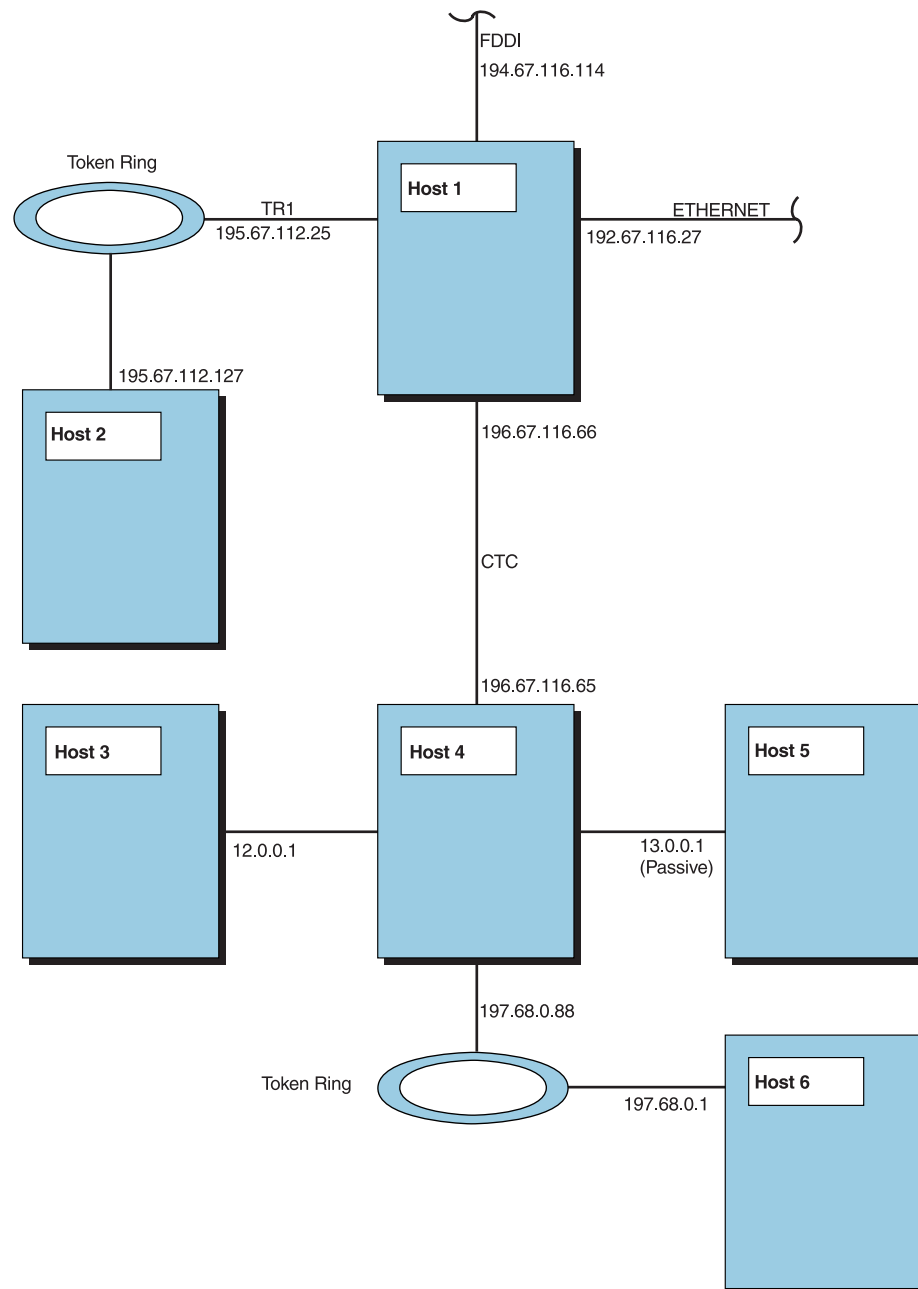 FDDI
194.67.116.114
Token Ring
Host 1
TR1
195.67.112.25
ETHERNET
192.67.116.27
195.67.112.127
Host 2
196.67.116.66
CTC
196.67.116.65
Host 3
Host 4
Host 5
12.0.0.1
13.0.0.1
(Passive)
197.68.0.88
Token Ring
Host 6
197.68.0.1